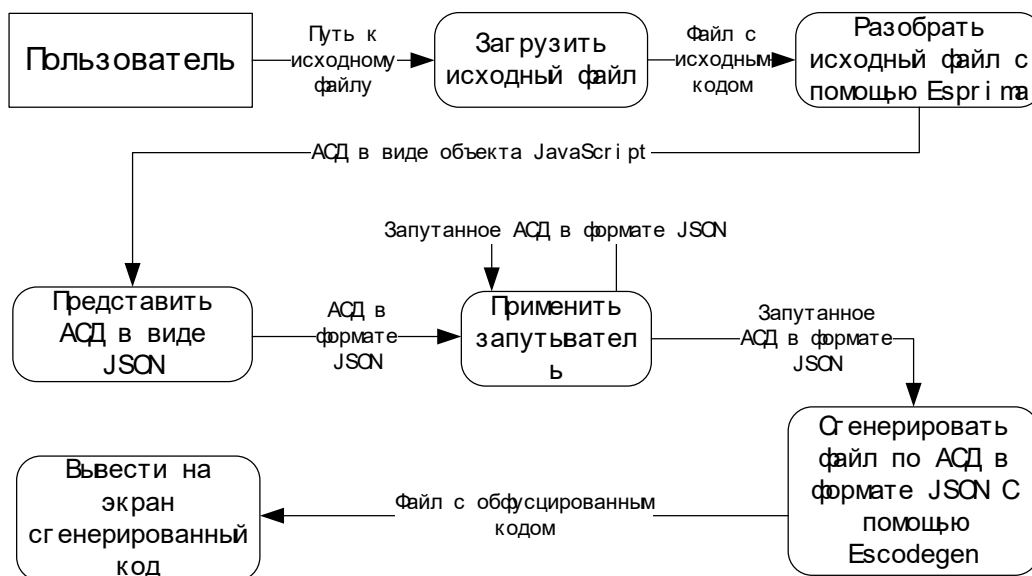 Пользователь
Путь к
исходному
файлу
Загрузить
исходный файл
Файл с
исходным
кодом
Разобрать
исходный файл с
помощью Esprima
АСД в виде объекта JavaScript
Запутанное АСД в формате JSON
Представить
АСД в виде
JSON
АСД в
формате
JSON
Применить
запутывател
ь
Запутанное
АСД в формате
JSON
Сгенерировать
файл по АСД в
формате JSON С
помощью
Escodegen
Файл с обфусцированным
кодом
Вывести на
экран
сгенерированный
код